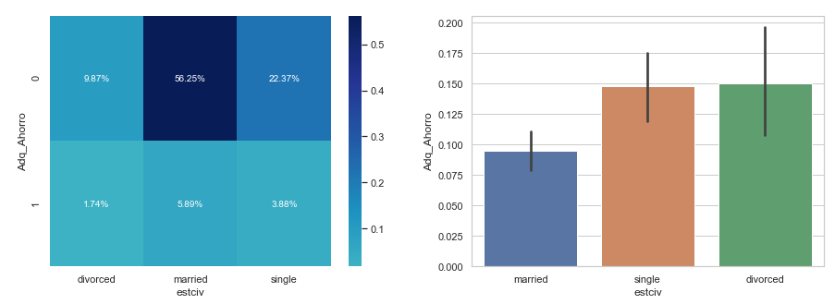 0
9.87%
56.25%
22.37%
Adq_Ahorro
1
1.74%
5.89%
3.88%
divorced
married
single
estciv
0.5
0.4
0.3
0.2
0.1
0.200
0.175
0.150
0.125
0.100
0.075
0.050
0.025
0.000
Adq_Ahorro
married
single
divorced
estciv